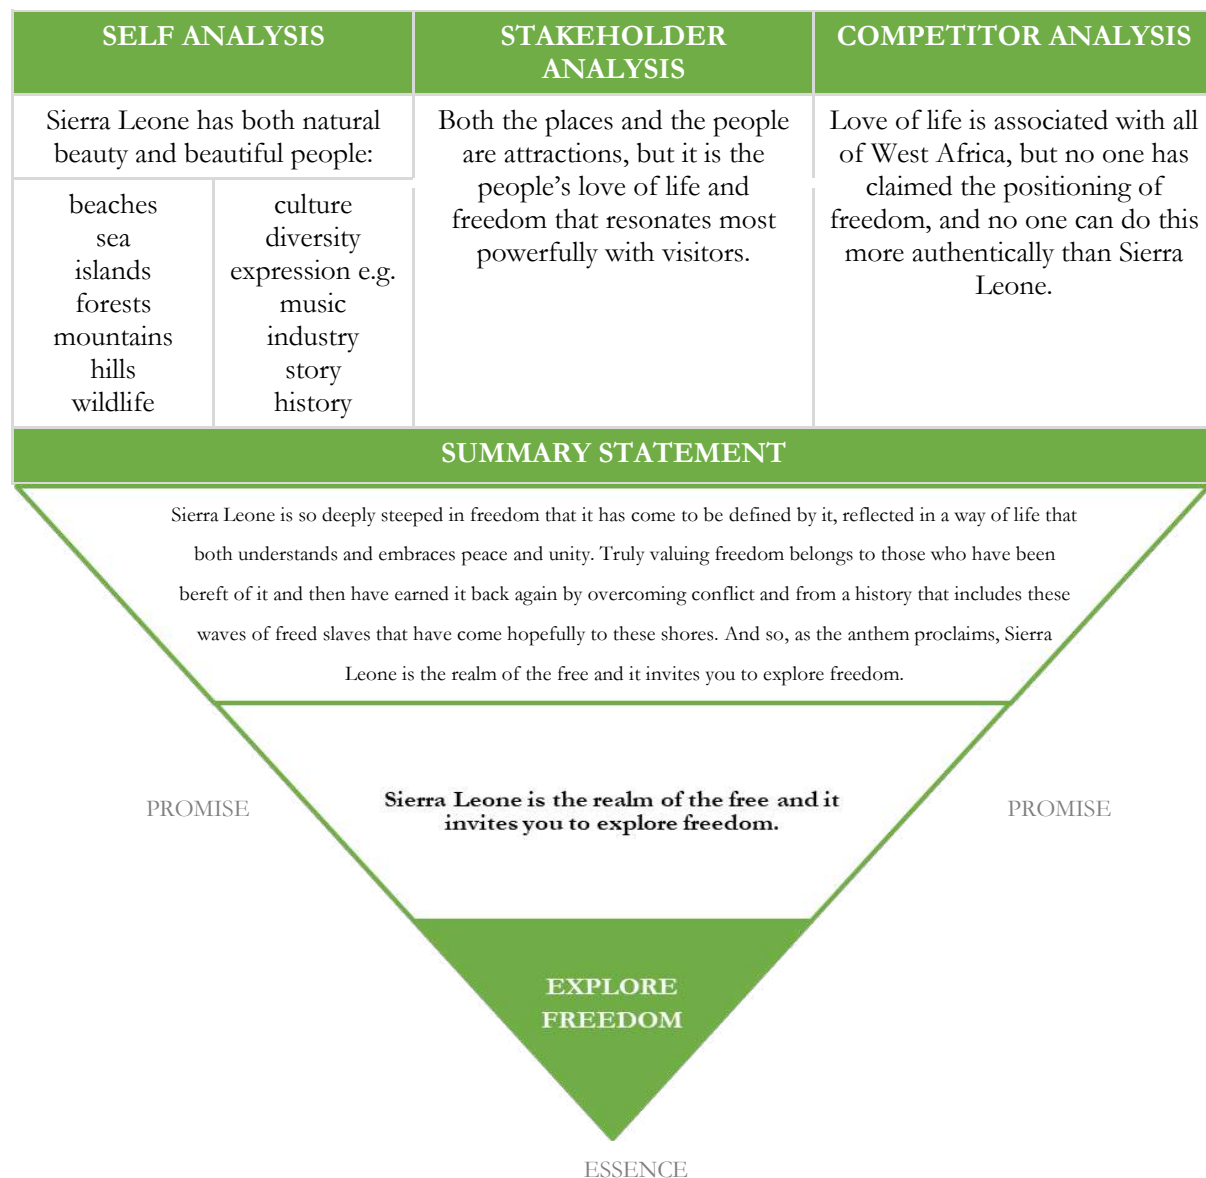 SELF ANALYSIS
Sierra Leone has both natural
beauty and beautiful people:
beaches
sea
islands
forests
mountains
hills
wildlife
culture
diversity
expression e.g.
music
industry
story
history
STAKEHOLDER
ANALYSIS
Both the places and the people
are attractions, but it is the
people’s love of life and
freedom that resonates most
powerfully with visitors.
COMPETITOR ANALYSIS
Love of life is associated with all
of West Africa, but no one has
claimed the positioning of
freedom, and no one can do this
more authentically than Sierra
Leone.
SUMMARY STATEMENT
Sierra Leone is so deeply steeped in freedom that it has come to be defined by it, reflected in a way of life that
both understands and embraces peace and unity. Truly valuing freedom belongs to those who have been
bereft of it and then have earned it back again by overcoming conflict and from a history that includes these
waves of freed slaves that have come hopefully to these shores. And so, as the anthem proclaims, Sierra
Leone is the realm of the free and it invites you to explore freedom.
PROMISE
Sierra Leone is the realm of the free and it
invites you to explore freedom.
PROMISE
EXPLORE
FREEDOM
ESSENCE